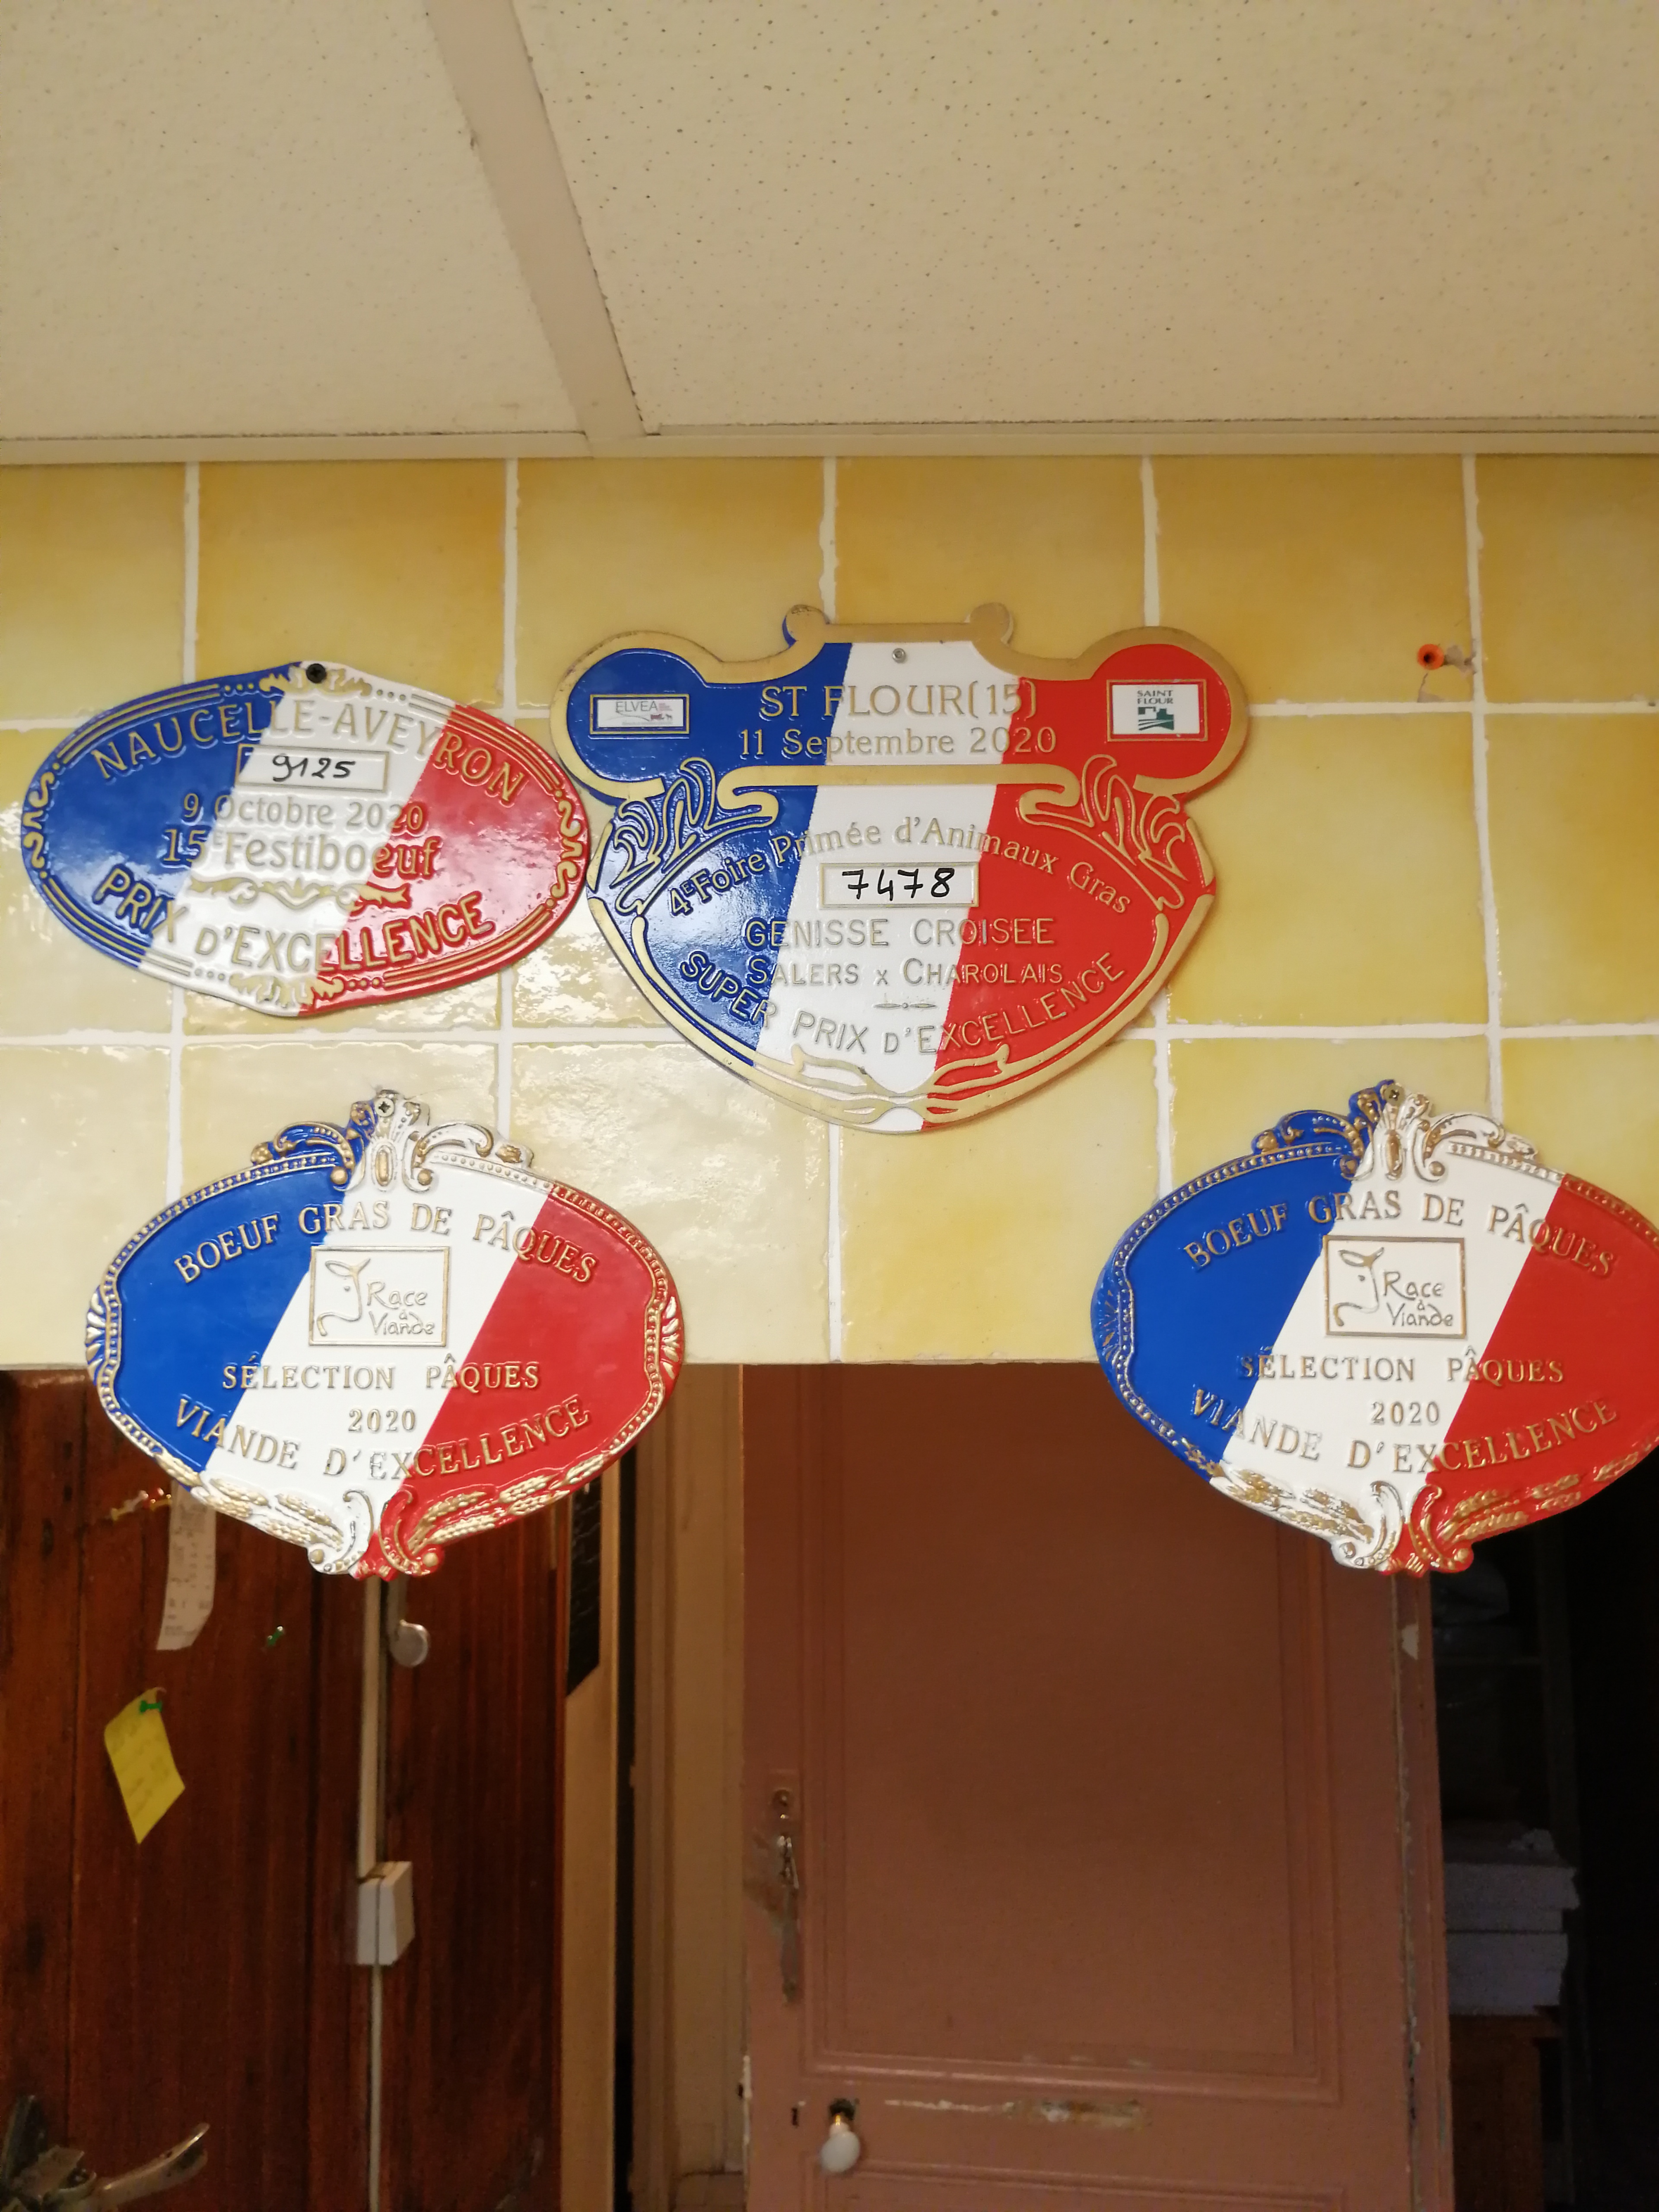 NAUCELLE-AVEYRON
9125
9 Octobre 2020
15e Festiboeuf
PRIX D'EXCELLENCE
ELVEA
ST FLOUR(15)
SAINT
FLOUR
11 Septembre 2020
4E Foire Primée d'Animaux Gras
7478
GENISSE CROISEE
SALERS x CHAROLAIS
SUPER PRIX D'EXCELLENCE
BOEUF GRAS DE PÂQUES
Race
à
Viande
SÉLECTION PÂQUES
2020
VIANDE D'EXCELLENCE
BOEUF GRAS DE PÂQUES
Race
à
Viande
SÉLECTION PÂQUES
2020
VIANDE D'EXCELLENCE